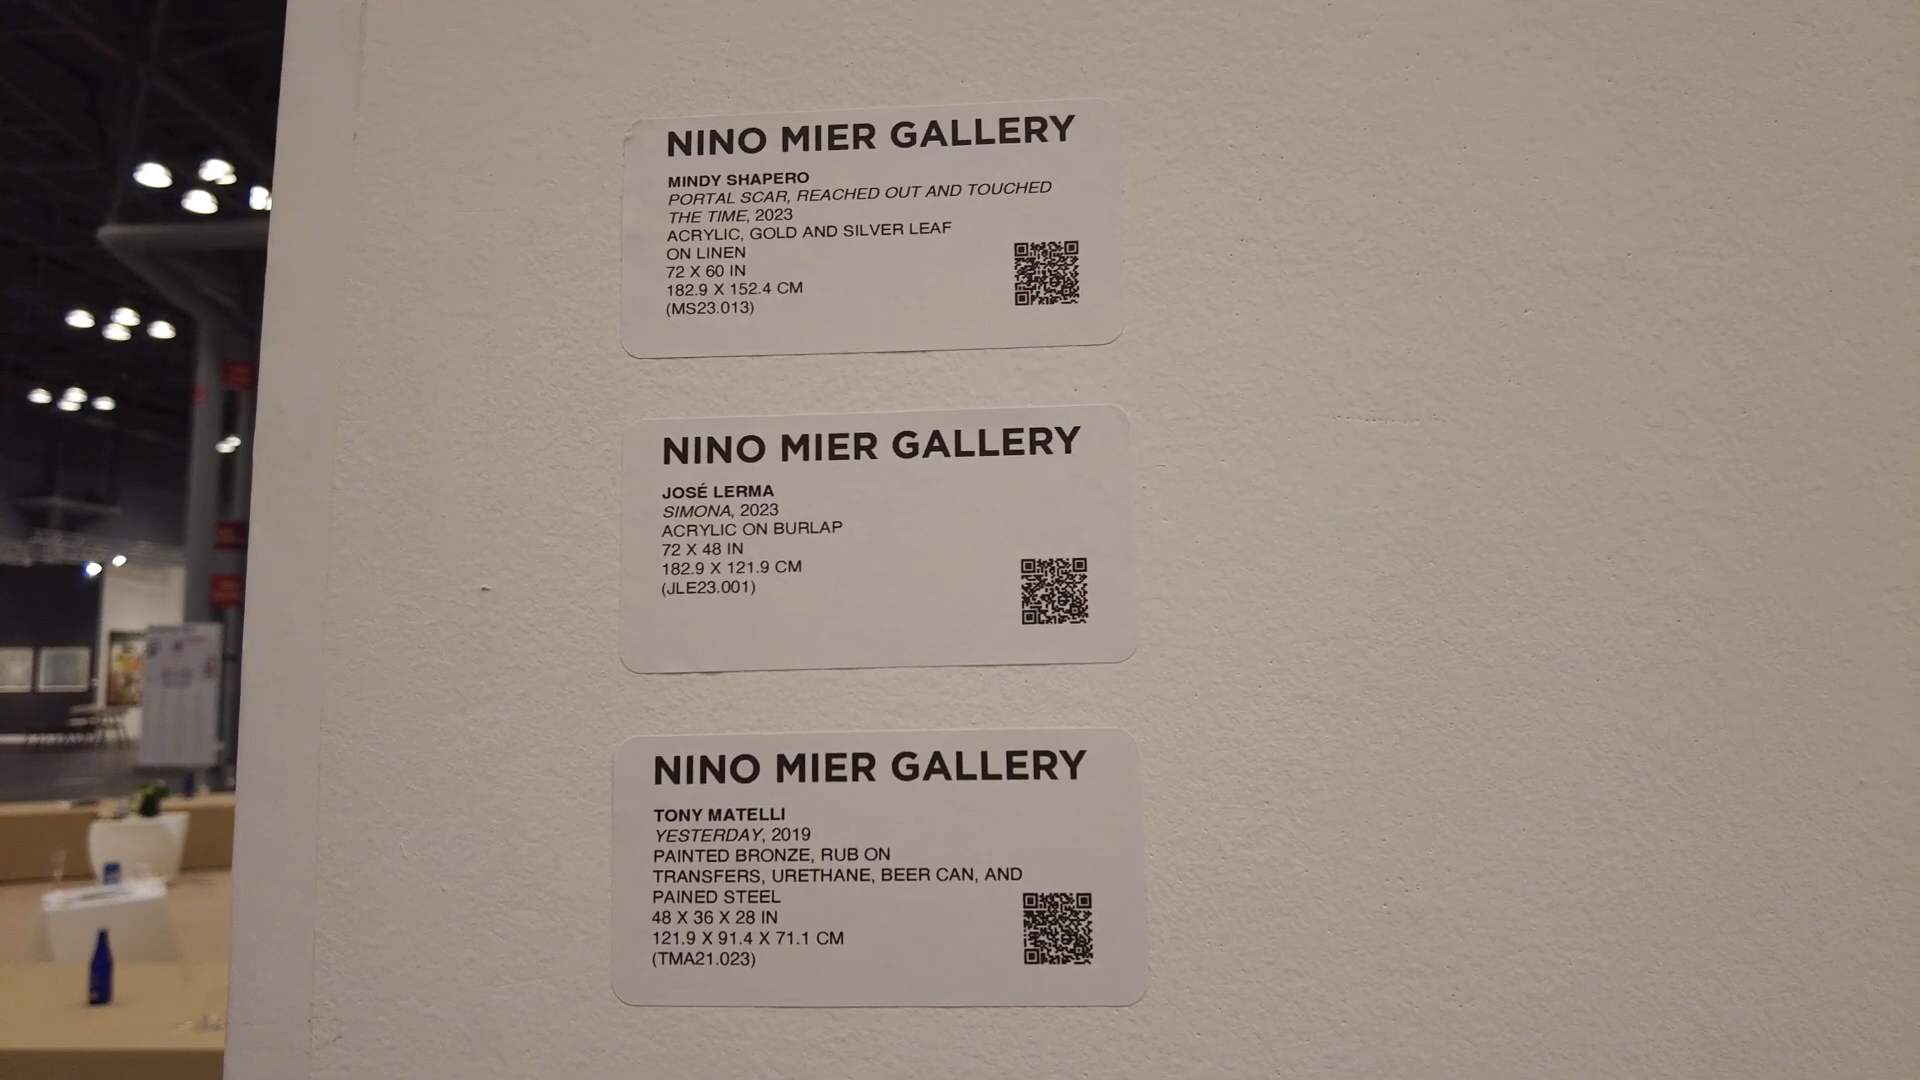 NINO MIER GALLERY
MINDY SHAPERO
PORTAL SCAR, REACHED OUT AND TOUCHED
THE TIME, 2023
ACRYLIC, GOLD AND SILVER LEAF
ON LINEN
72 X 60 IN
182.9 X 152.4 CM
(MS23.013)
NINO MIER GALLERY
JOSÉ LERMA
SIMONA, 2023
ACRYLIC ON BURLAP
72 X 48 IN
182.9 X 121.9 CM
(JLE23.001)
NINO MIER GALLERY
TONY MATELLI
YESTERDAY, 2019
PAINTED BRONZE, RUB ON
TRANSFERS, URETHANE, BEER CAN, AND
PAINED STEEL
48 X 36 X 28 IN
121.9 X 91.4 X 71.1 CM
(TMA21.023)